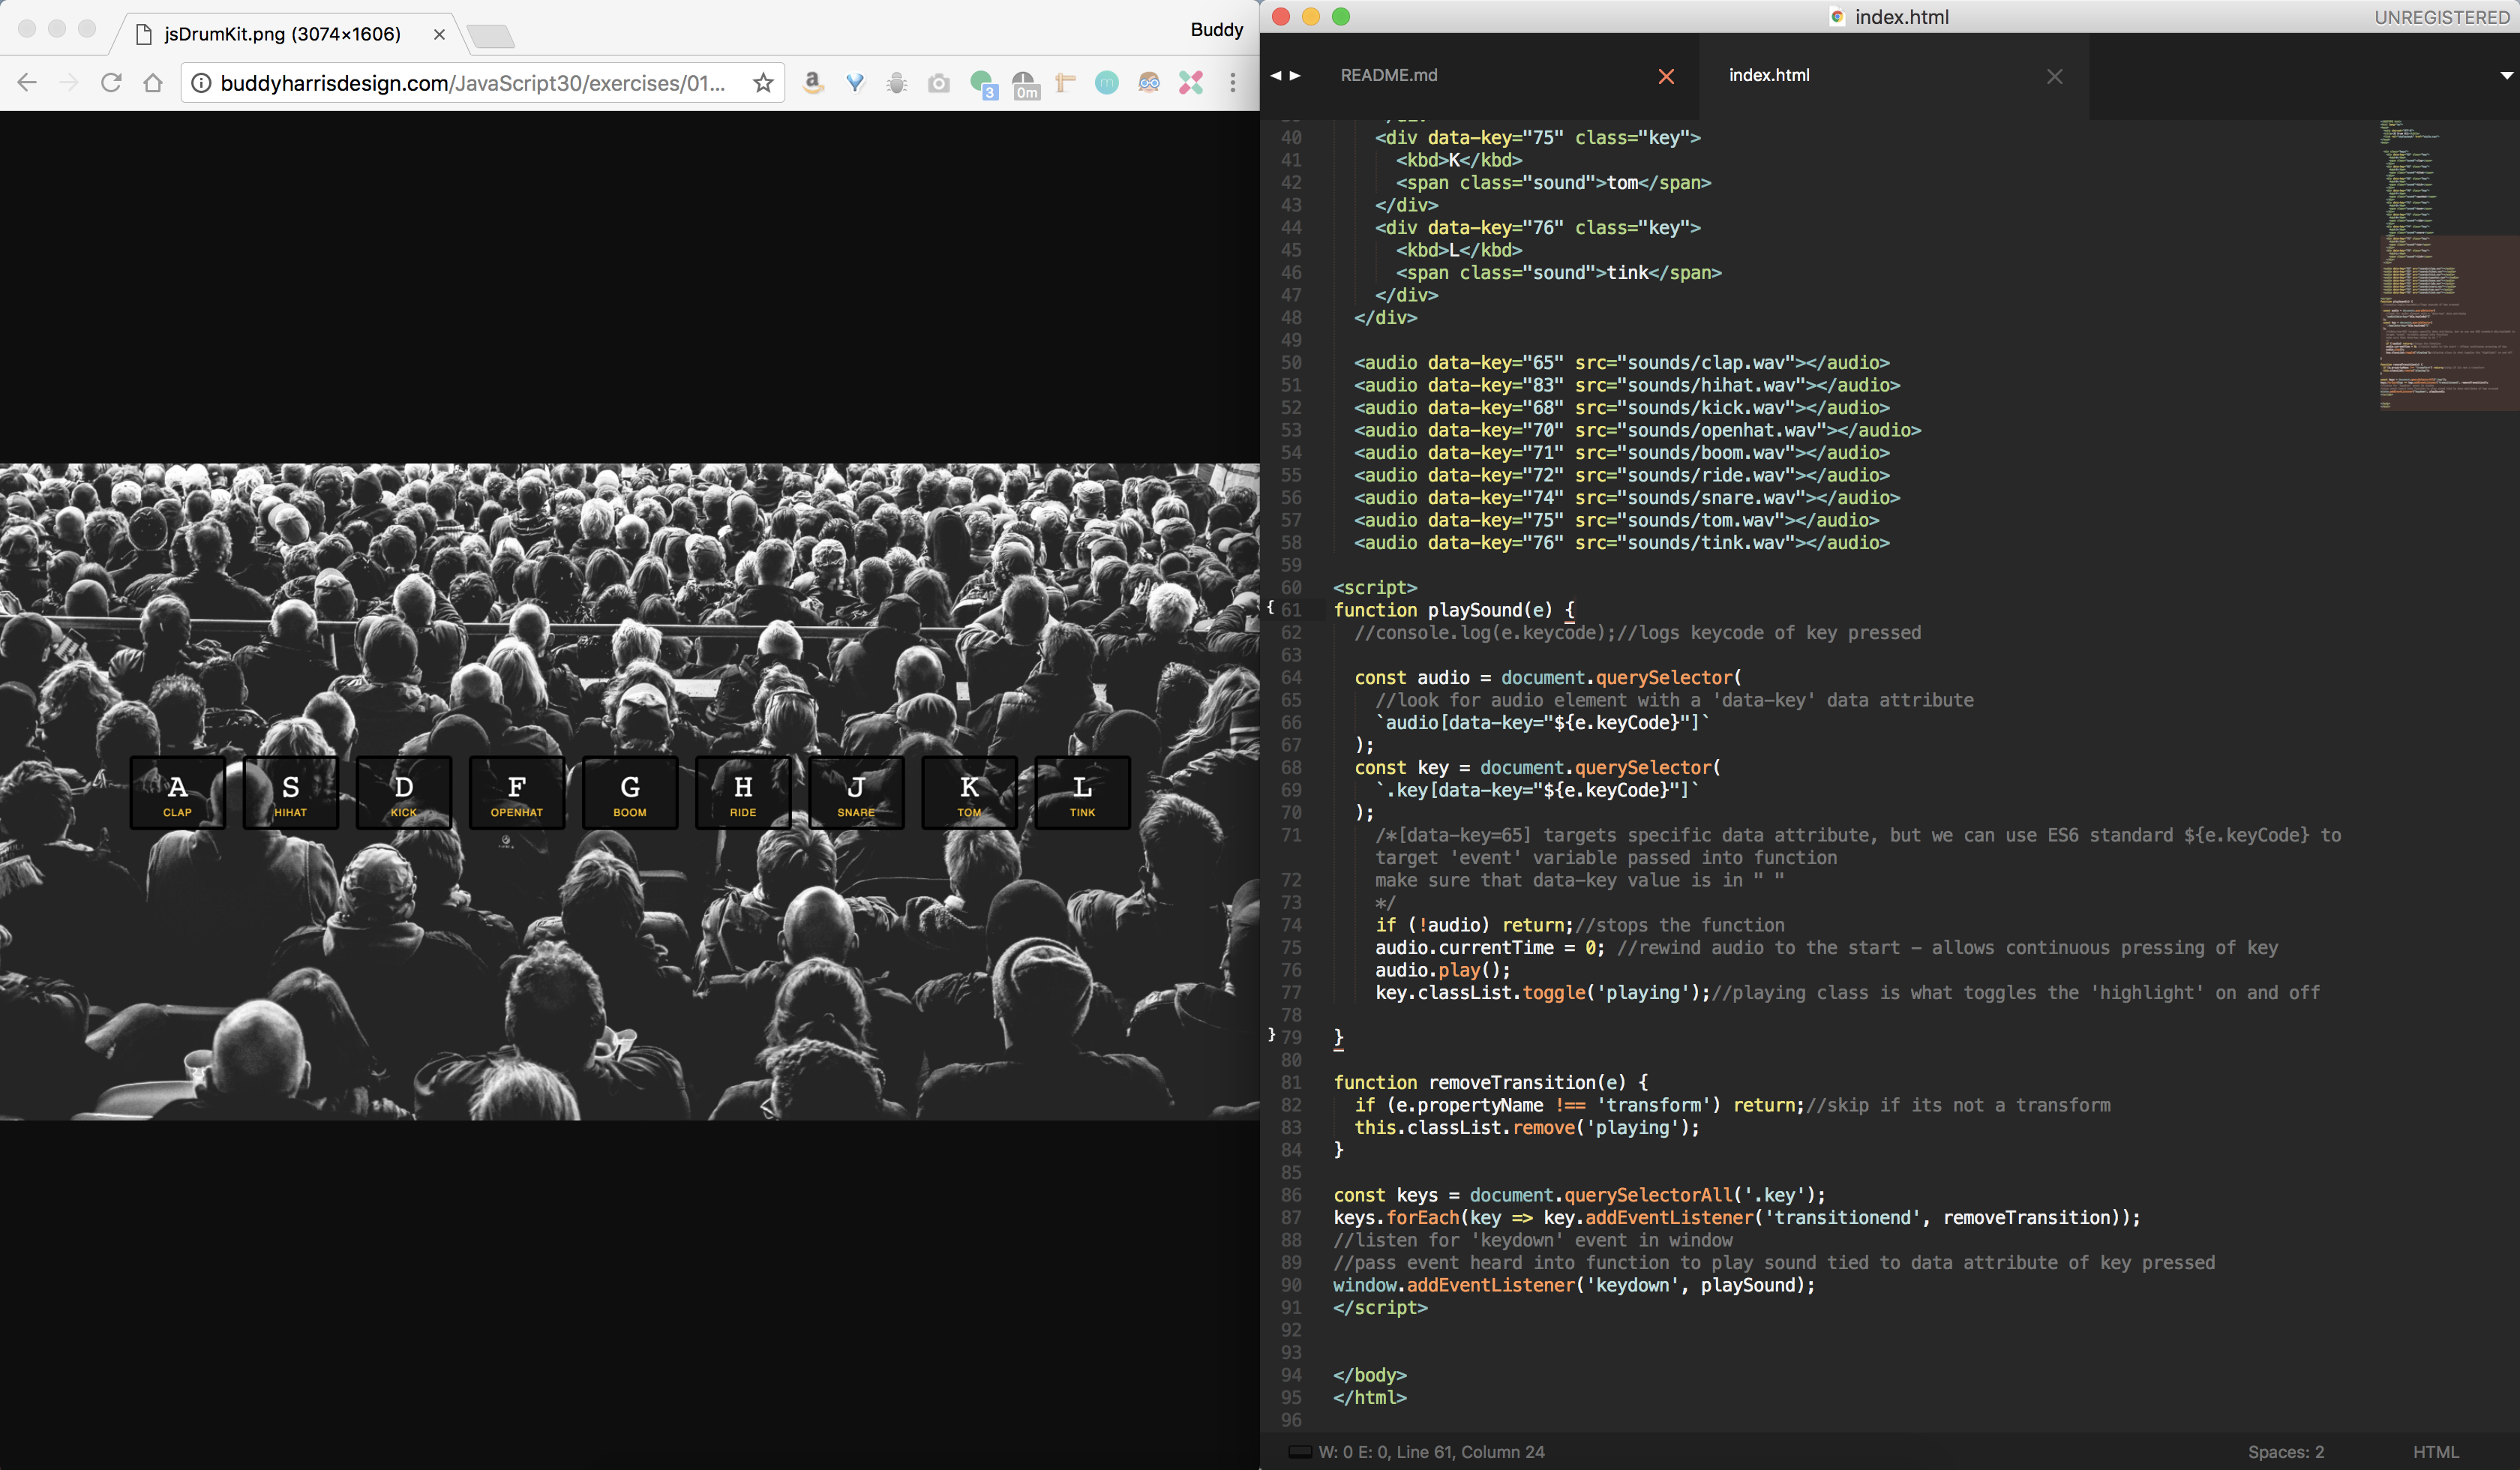 jsDrumKit.png (3074×1606)
Buddy
buddyharrisdesign.com/JavaScript30/exercises/01...
3
0m
m
A
CLAP
S
HIHAT
D
KICK
F
OPENHAT
G
BOOM
H
RIDE
J
SNARE
K
TOM
L
TINK
index.html
UNREGISTERED
README.md
index.html
40 <div data-key="75" class="key">
41 <kbd>K</kbd>
42 <span class="sound">tom</span>
43 </div>
44 <div data-key="76" class="key">
45 <kbd>L</kbd>
46 <span class="sound">tink</span>
47 </div>
48 </div>
49
50 <audio data-key="65" src="sounds/clap.wav"></audio>
51 <audio data-key="83" src="sounds/hihat.wav"></audio>
52 <audio data-key="68" src="sounds/kick.wav"></audio>
53 <audio data-key="70" src="sounds/openhat.wav"></audio>
54 <audio data-key="71" src="sounds/boom.wav"></audio>
55 <audio data-key="72" src="sounds/ride.wav"></audio>
56 <audio data-key="74" src="sounds/snare.wav"></audio>
57 <audio data-key="75" src="sounds/tom.wav"></audio>
58 <audio data-key="76" src="sounds/tink.wav"></audio>
59
60 <script>
{ 61 function playSound(e) {
62 //console.log(e.keycode);//logs keycode of key pressed
63
64 const audio = document.querySelector(
65 //look for audio element with a 'data-key' data attribute
66 `audio[data-key="${e.keyCode}"]`
67 );
68 const key = document.querySelector(
69 `.key[data-key="${e.keyCode}"]`
70 );
71 /*[data-key=65] targets specific data attribute, but we can use ES6 standard ${e.keyCode} to
target 'event' variable passed into function
72 make sure that data-key value is in " "
73 */
74 if (!audio) return;//stops the function
75 audio.currentTime = 0; //rewind audio to the start – allows continuous pressing of key
76 audio.play();
77 key.classList.toggle('playing');//playing class is what toggles the 'highlight' on and off
78
} 79 }
80
81 function removeTransition(e) {
82 if (e.propertyName !== 'transform') return;//skip if its not a transform
83 this.classList.remove('playing');
84 }
85
86 const keys = document.querySelectorAll('.key');
87 keys.forEach(key => key.addEventListener('transitionend', removeTransition));
88 //listen for 'keydown' event in window
89 //pass event heard into function to play sound tied to data attribute of key pressed
90 window.addEventListener('keydown', playSound);
91 </script>
92
93
94 </body>
95 </html>
96
W: 0 E: 0, Line 61, Column 24
Spaces: 2
HTML